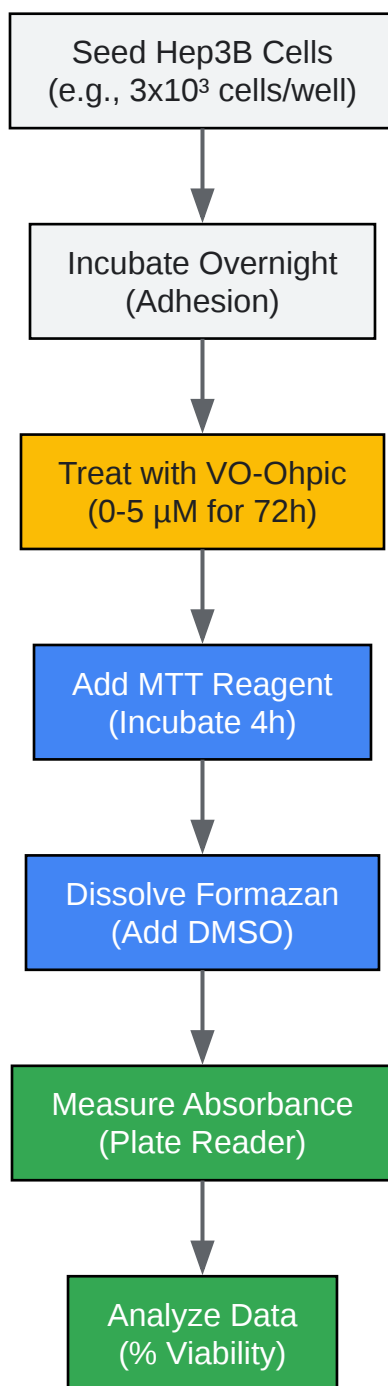 Seed Hep3B Cells
(e.g., 3x10³ cells/well)
Incubate Overnight
(Adhesion)
Treat with VO-Ohpic
(0-5 µM for 72h)
Add MTT Reagent
(Incubate 4h)
Dissolve Formazan
(Add DMSO)
Measure Absorbance
(Plate Reader)
Analyze Data
(% Viability)